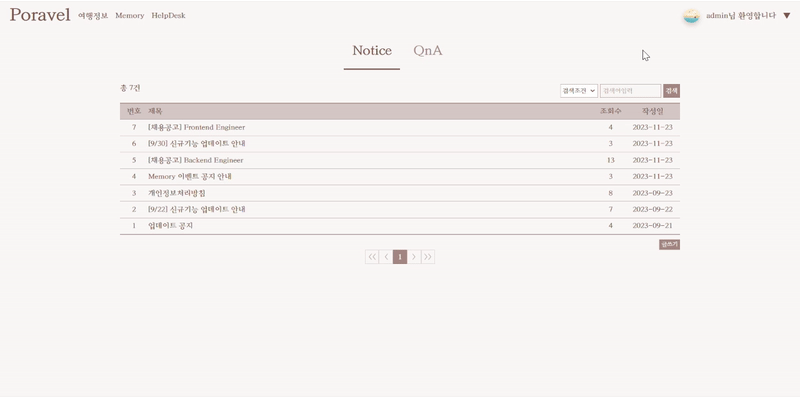 Poravel 여행정보 Memory HelpDesk admin님 환영합니다 ▼
Notice QnA
총 7건 검색조건 검색어입력 검색
번호 제목 조회수 작성일
7 [채용공고] Frontend Engineer 4 2023-11-23
6 [9/30] 신규기능 업데이트 안내 3 2023-11-23
5 [채용공고] Backend Engineer 13 2023-11-23
4 Memory 이벤트 공지 안내 3 2023-11-23
3 개인정보처리방침 8 2023-09-23
2 [9/22] 신규기능 업데이트 안내 7 2023-09-22
1 업데이트 공지 4 2023-09-21
글쓰기
《 〈 1 〉 》